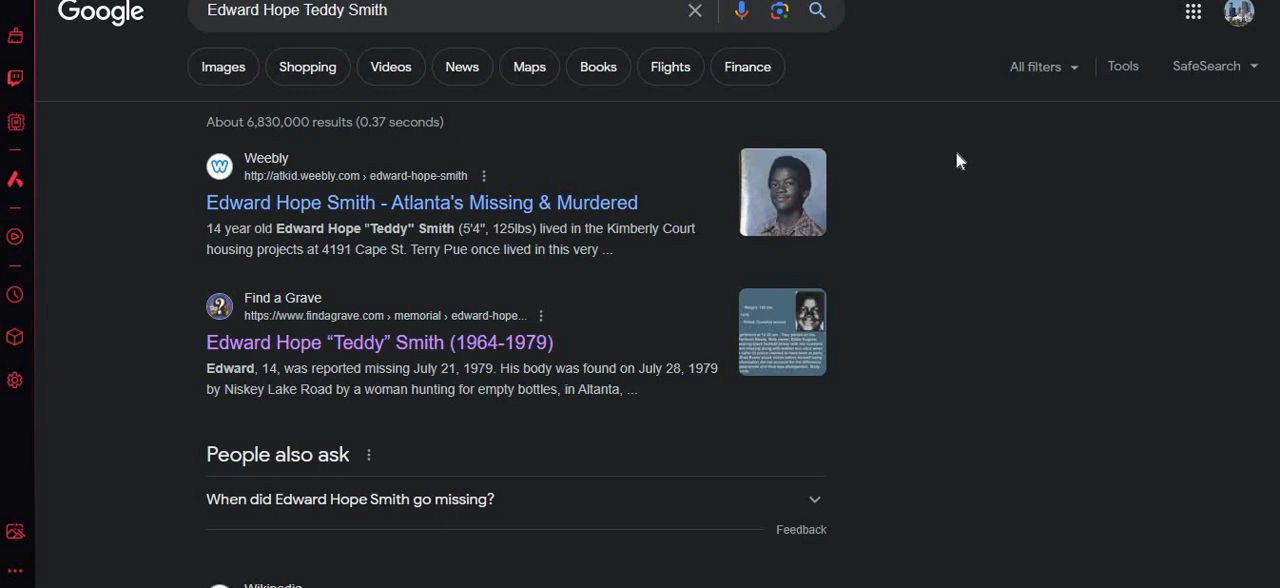 Google
Edward Hope Teddy Smith
Images
Shopping
Videos
News
Maps
Books
Flights
Finance
All filters
Tools
SafeSearch
About 6,830,000 results (0.37 seconds)
Weebly
http://atkid.weebly.com › edward-hope-smith
Edward Hope Smith - Atlanta's Missing & Murdered
14 year old Edward Hope "Teddy" Smith (5'4", 125lbs) lived in the Kimberly Court
housing projects at 4191 Cape St. Terry Pue once lived in this very ...
Find a Grave
https://www.findagrave.com › memorial › edward-hope...
Edward Hope “Teddy” Smith (1964-1979)
Edward, 14, was reported missing July 21, 1979. His body was found on July 28, 1979
by Niskey Lake Road by a woman hunting for empty bottles, in Altanta, ...
People also ask
When did Edward Hope Smith go missing?
Feedback
Wikipedia